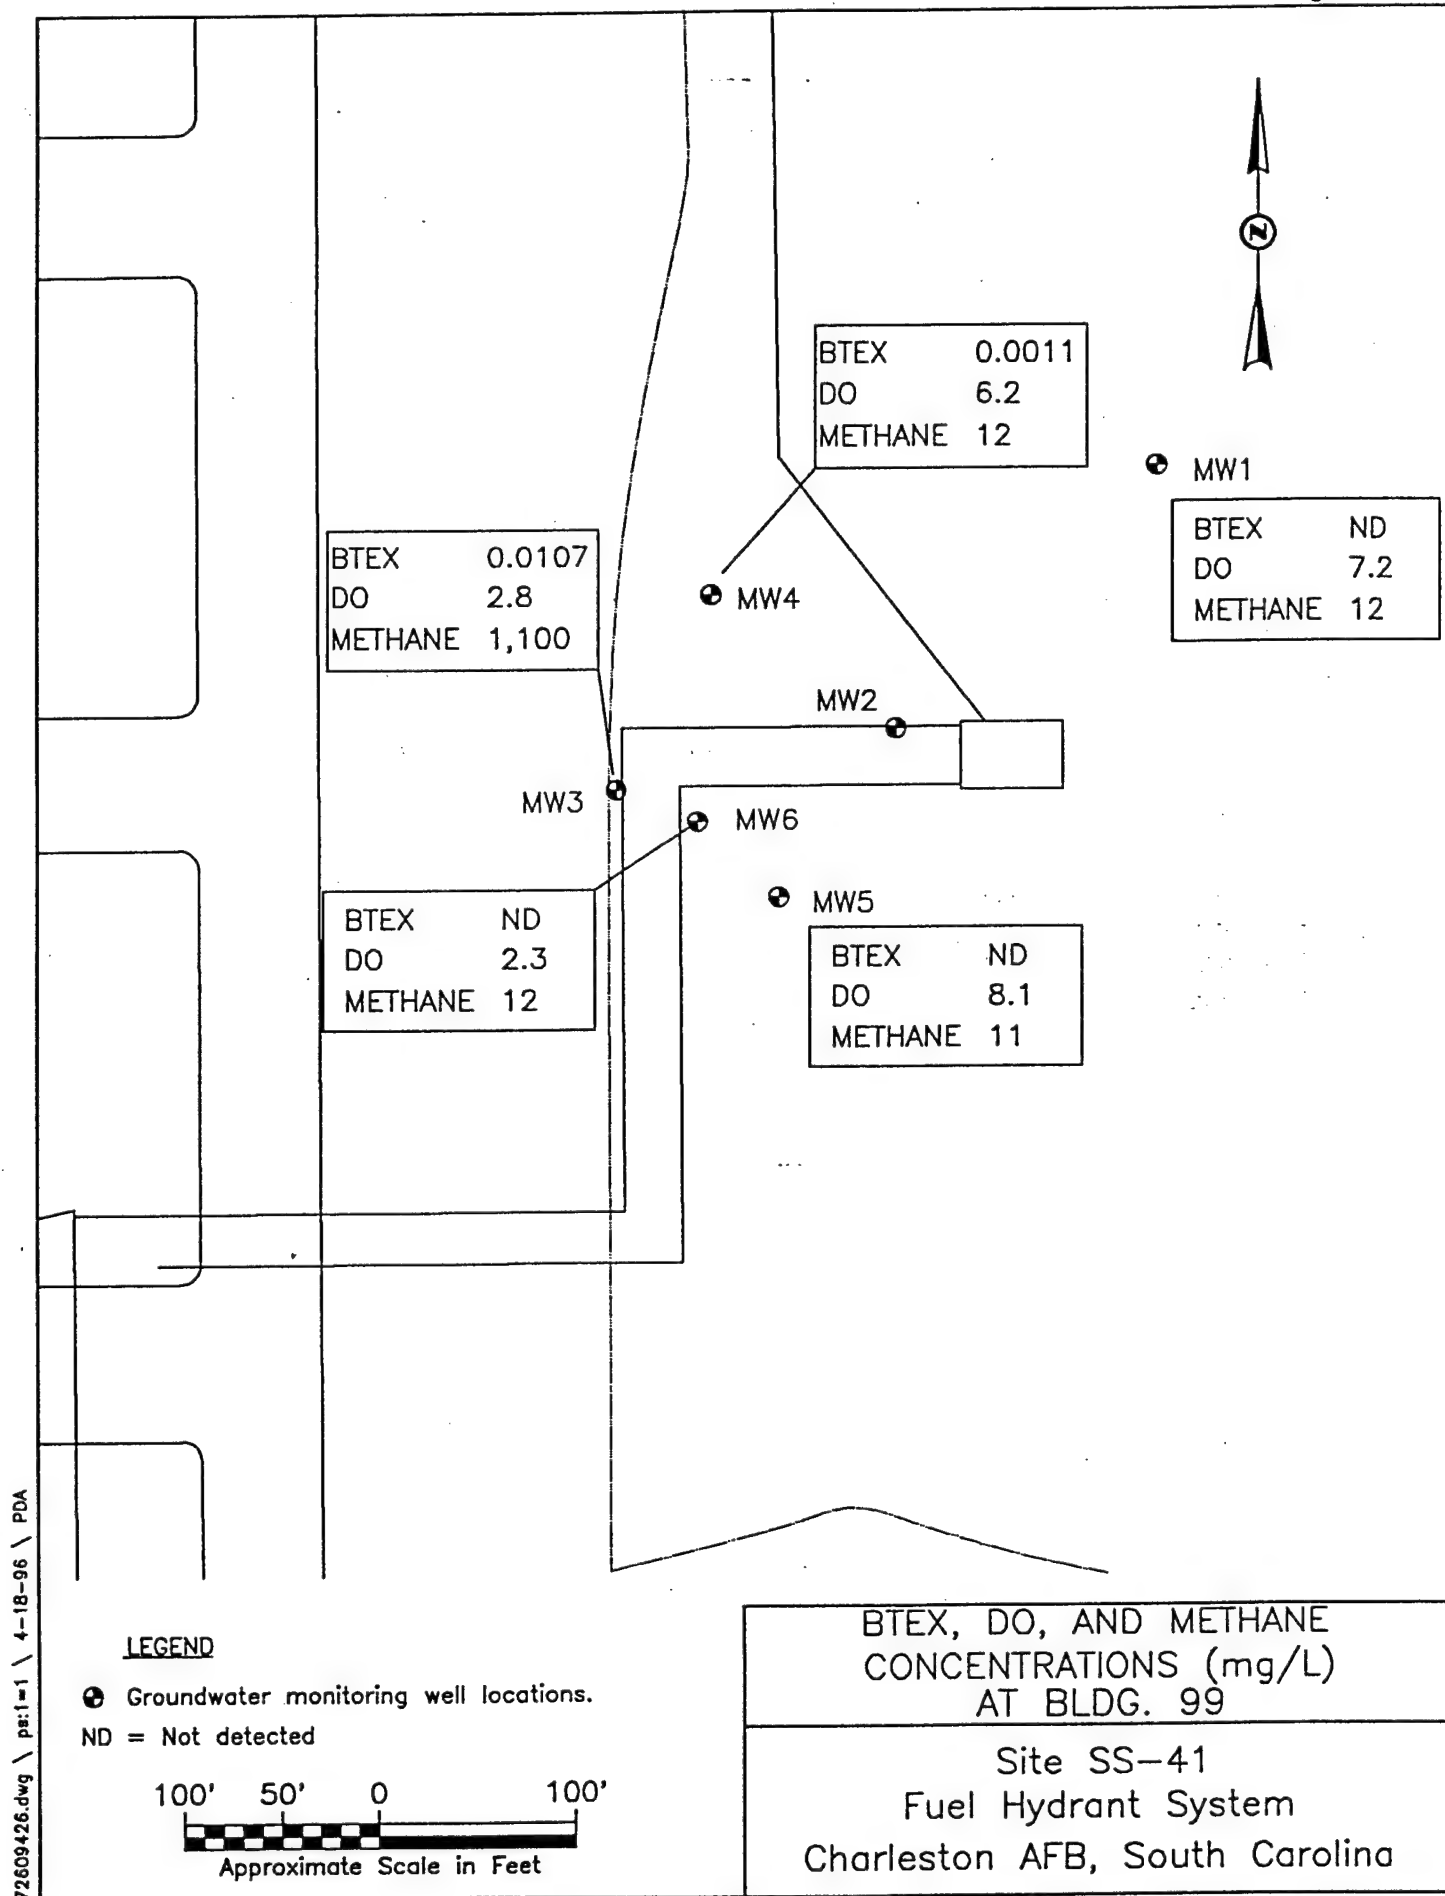 N
BTEX 0.0011
DO 6.2
METHANE 12
MW1
BTEX ND
DO 7.2
METHANE 12
BTEX 0.0107
DO 2.8
METHANE 1,100
MW4
MW2
MW3
MW6
BTEX ND
DO 2.3
METHANE 12
MW5
BTEX ND
DO 8.1
METHANE 11
72609426.dwg \ ps:1=1 \ 4-18-96 \ PDA
LEGEND
Groundwater monitoring well locations.
ND = Not detected
100' 50' 0 100'
Approximate Scale in Feet
BTEX, DO, AND METHANE
CONCENTRATIONS (mg/L)
AT BLDG. 99
Site SS-41
Fuel Hydrant System
Charleston AFB, South Carolina